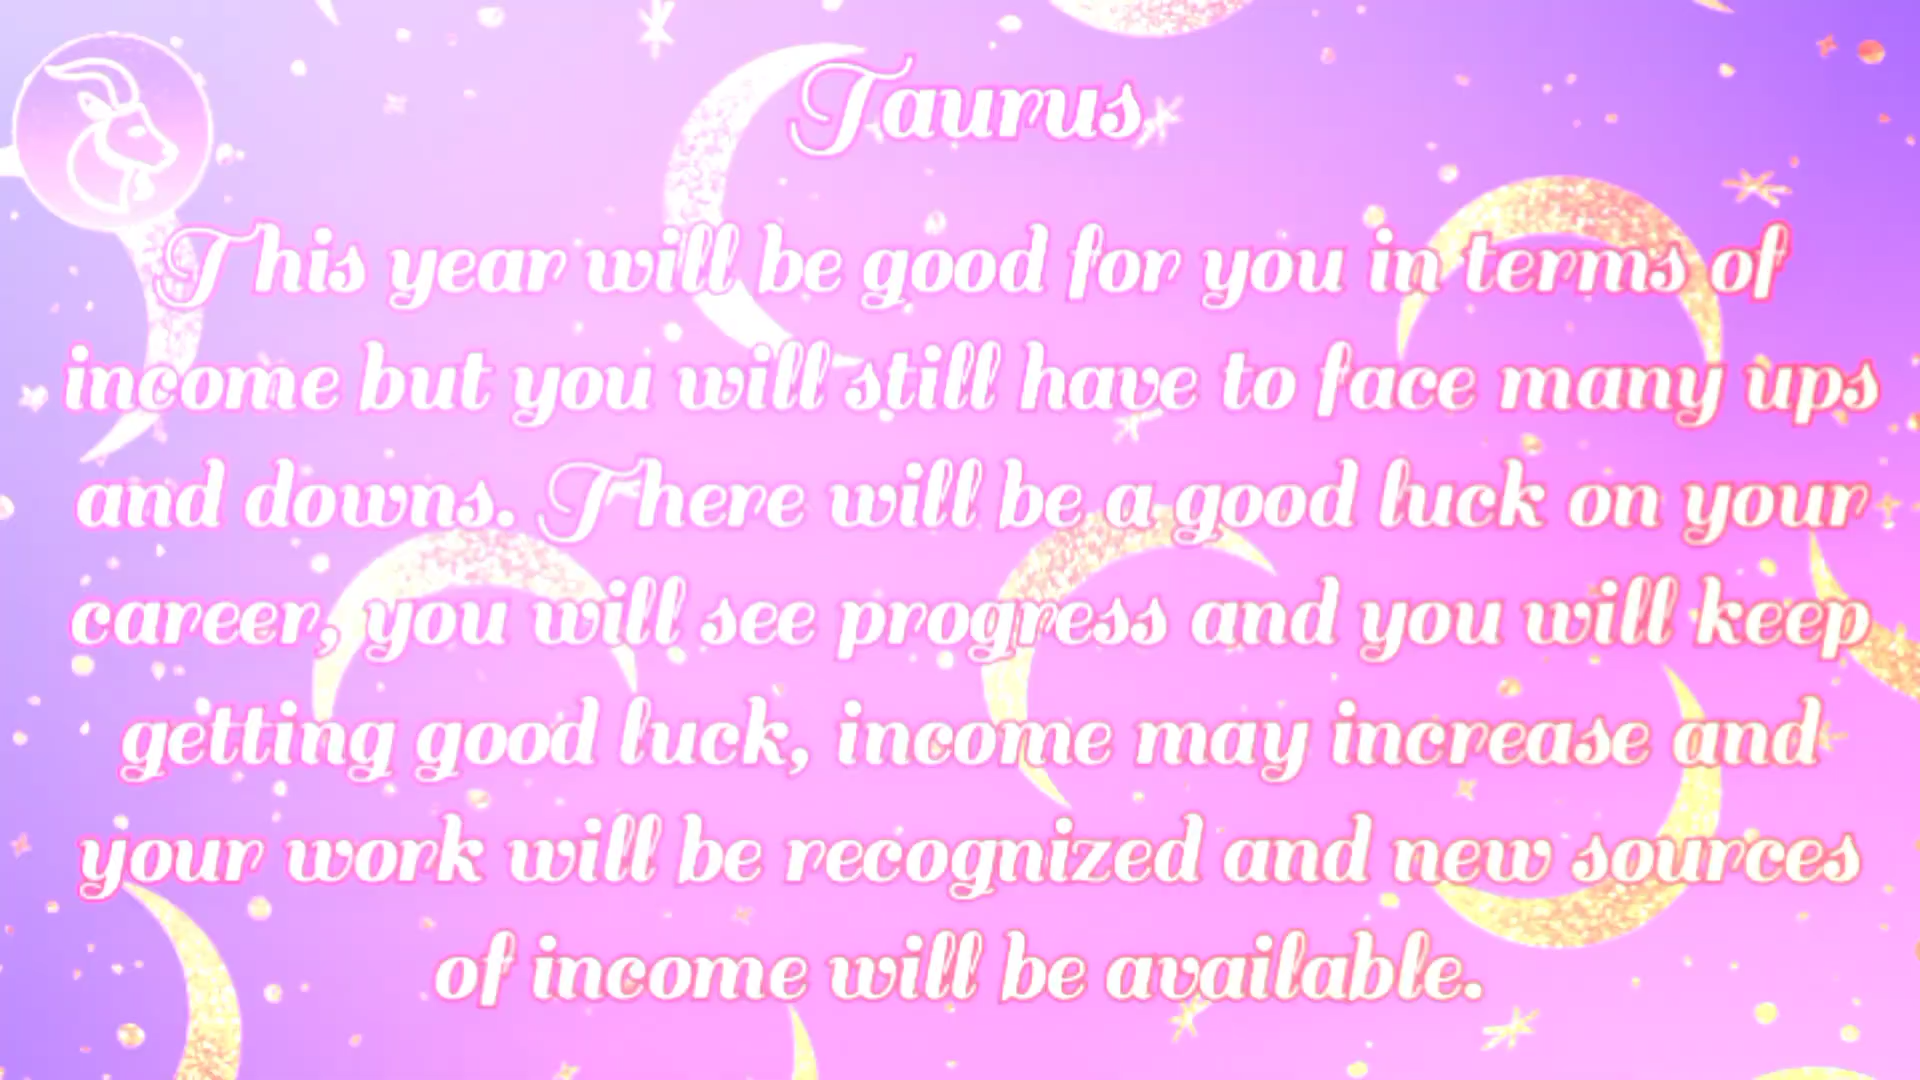 Taurus
This year will be good for you in terms of
income but you will still have to face many ups
and downs. There will be a good luck on your
career, you will see progress and you will keep
getting good luck, income may increase and
your work will be recognized and new sources
of income will be available.